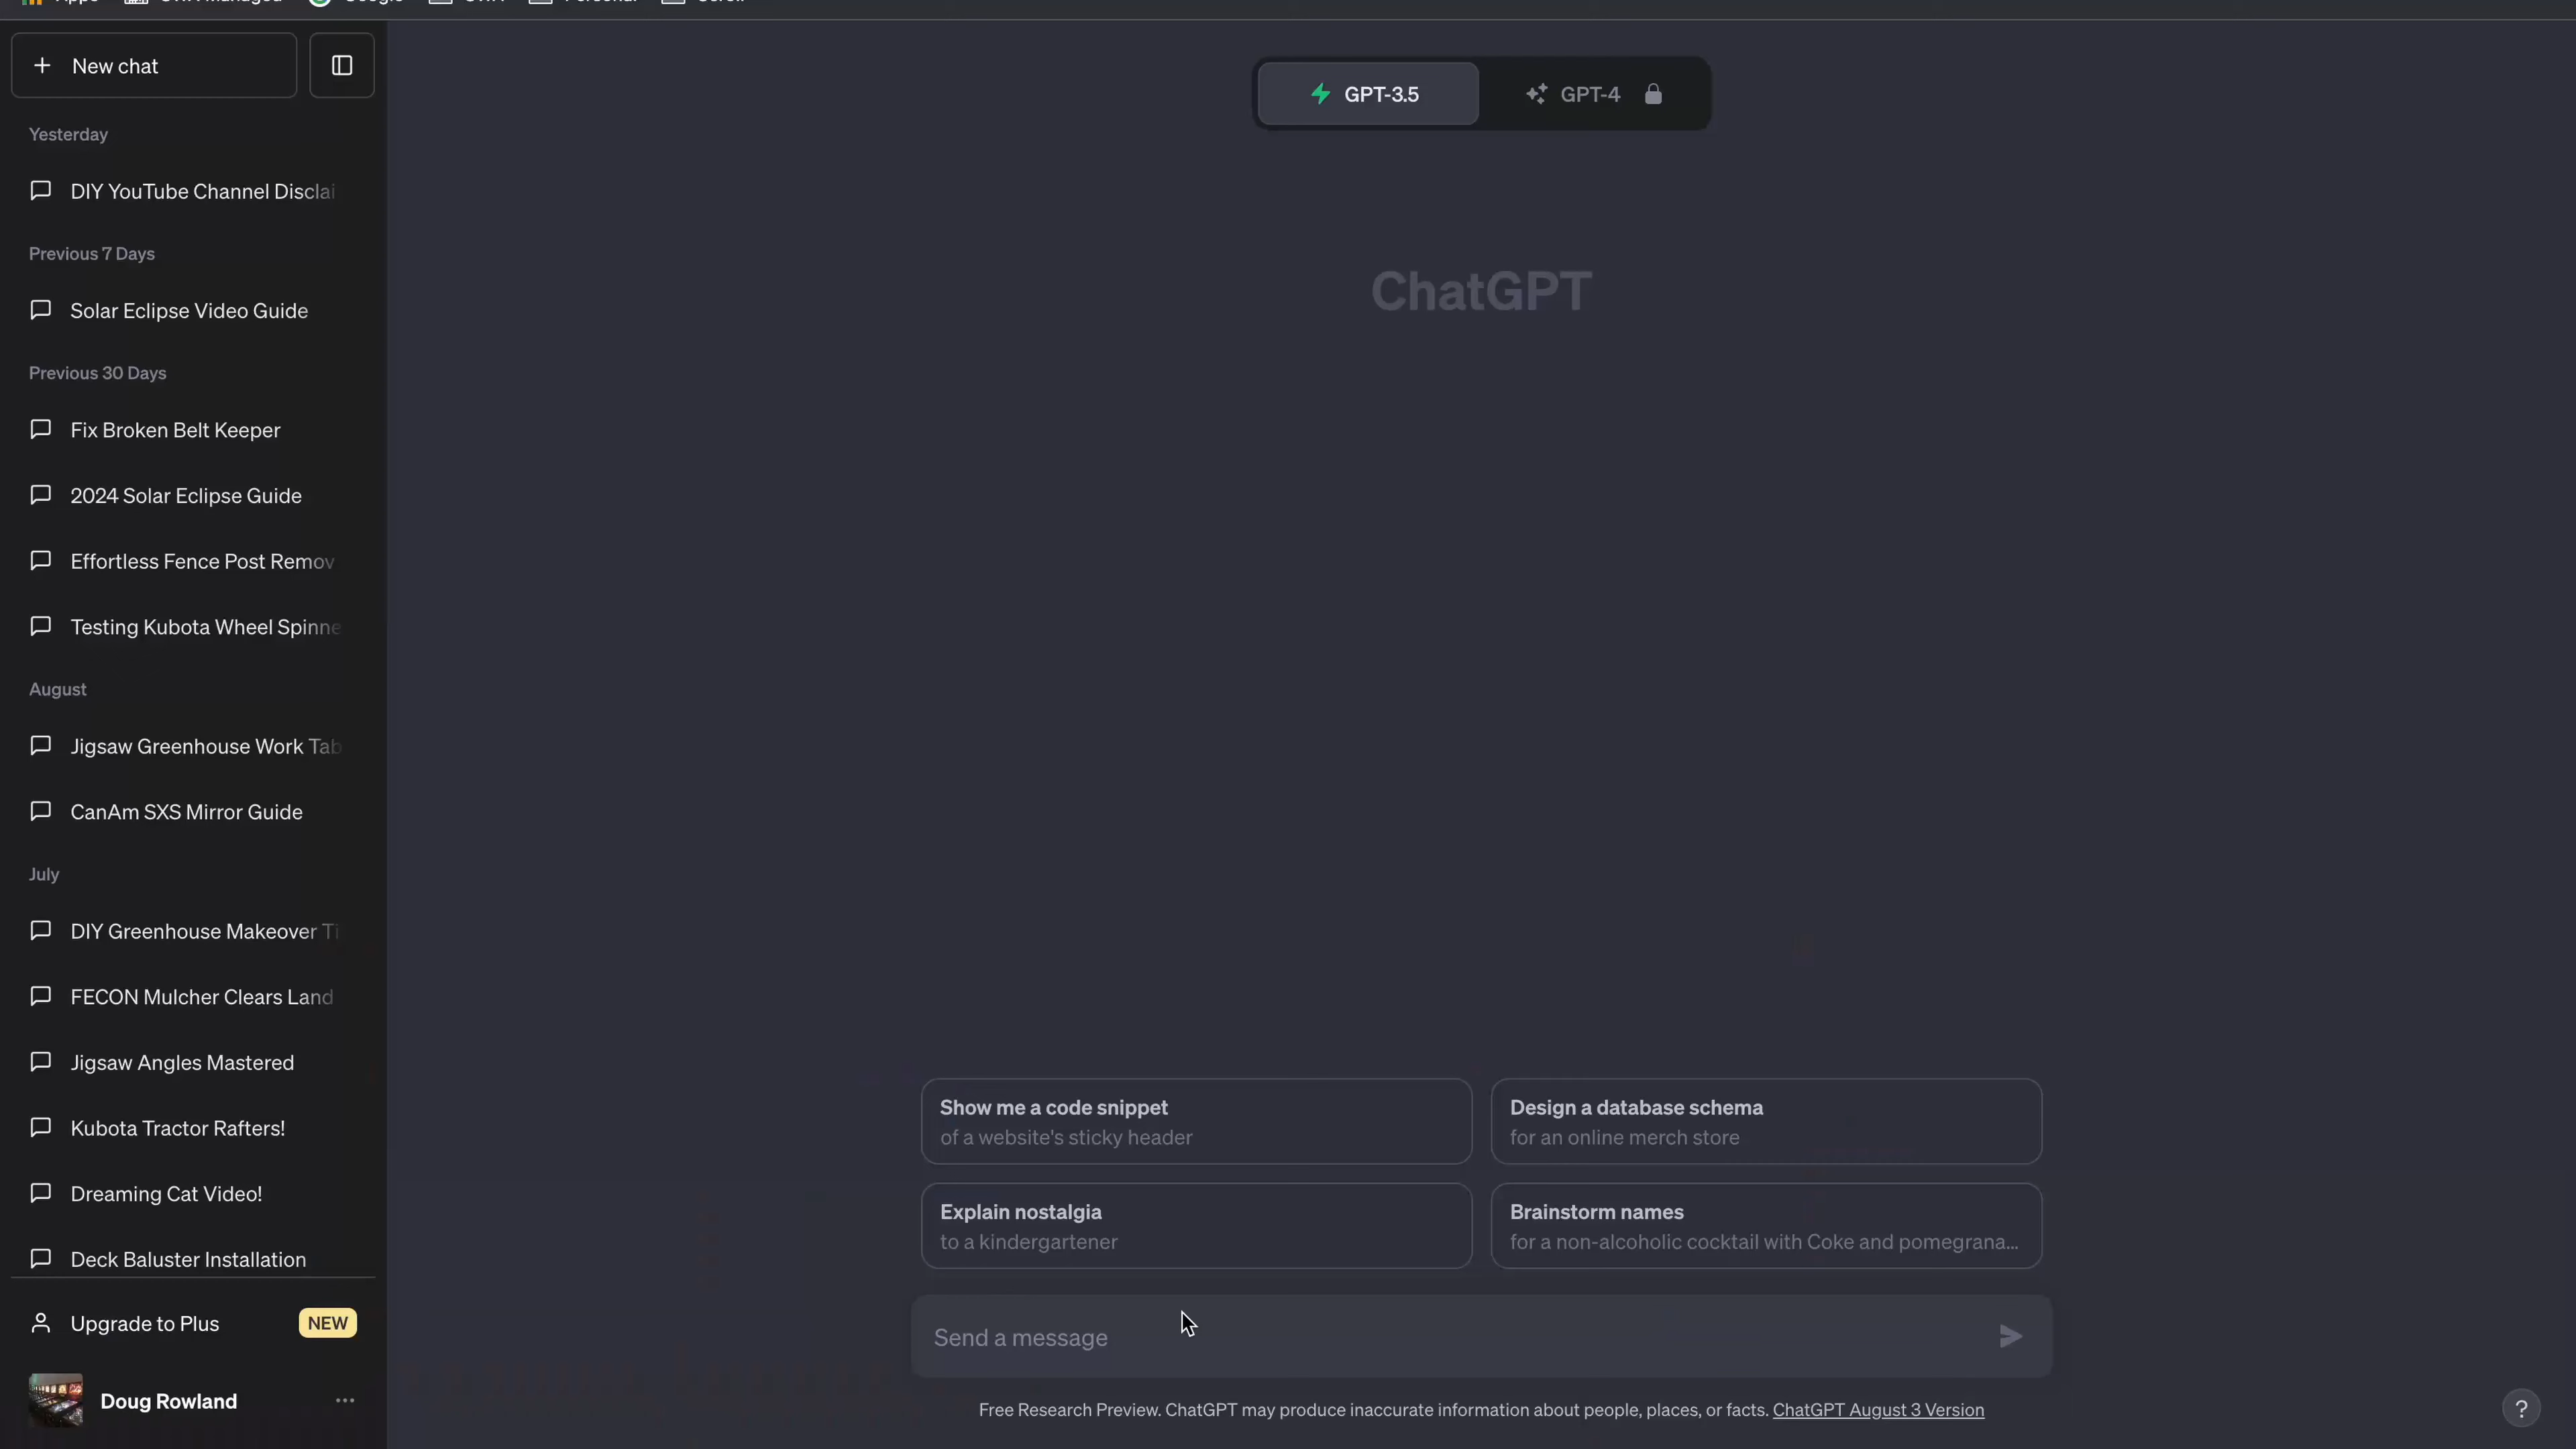 New chat
GPT-3.5
GPT-4
Yesterday
DIY YouTube Channel Disclai
Previous 7 Days
Solar Eclipse Video Guide
Previous 30 Days
Fix Broken Belt Keeper
2024 Solar Eclipse Guide
Effortless Fence Post Remov
Testing Kubota Wheel Spinne
August
Jigsaw Greenhouse Work Tab
CanAm SXS Mirror Guide
July
DIY Greenhouse Makeover Ti
FECON Mulcher Clears Land
Jigsaw Angles Mastered
Kubota Tractor Rafters!
Dreaming Cat Video!
Deck Baluster Installation
Upgrade to Plus
NEW
Doug Rowland
ChatGPT
Show me a code snippet
of a website's sticky header
Design a database schema
for an online merch store
Explain nostalgia
to a kindergartener
Brainstorm names
for a non-alcoholic cocktail with Coke and pomegrana...
Send a message
Free Research Preview. ChatGPT may produce inaccurate information about people, places, or facts. ChatGPT August 3 Version
?